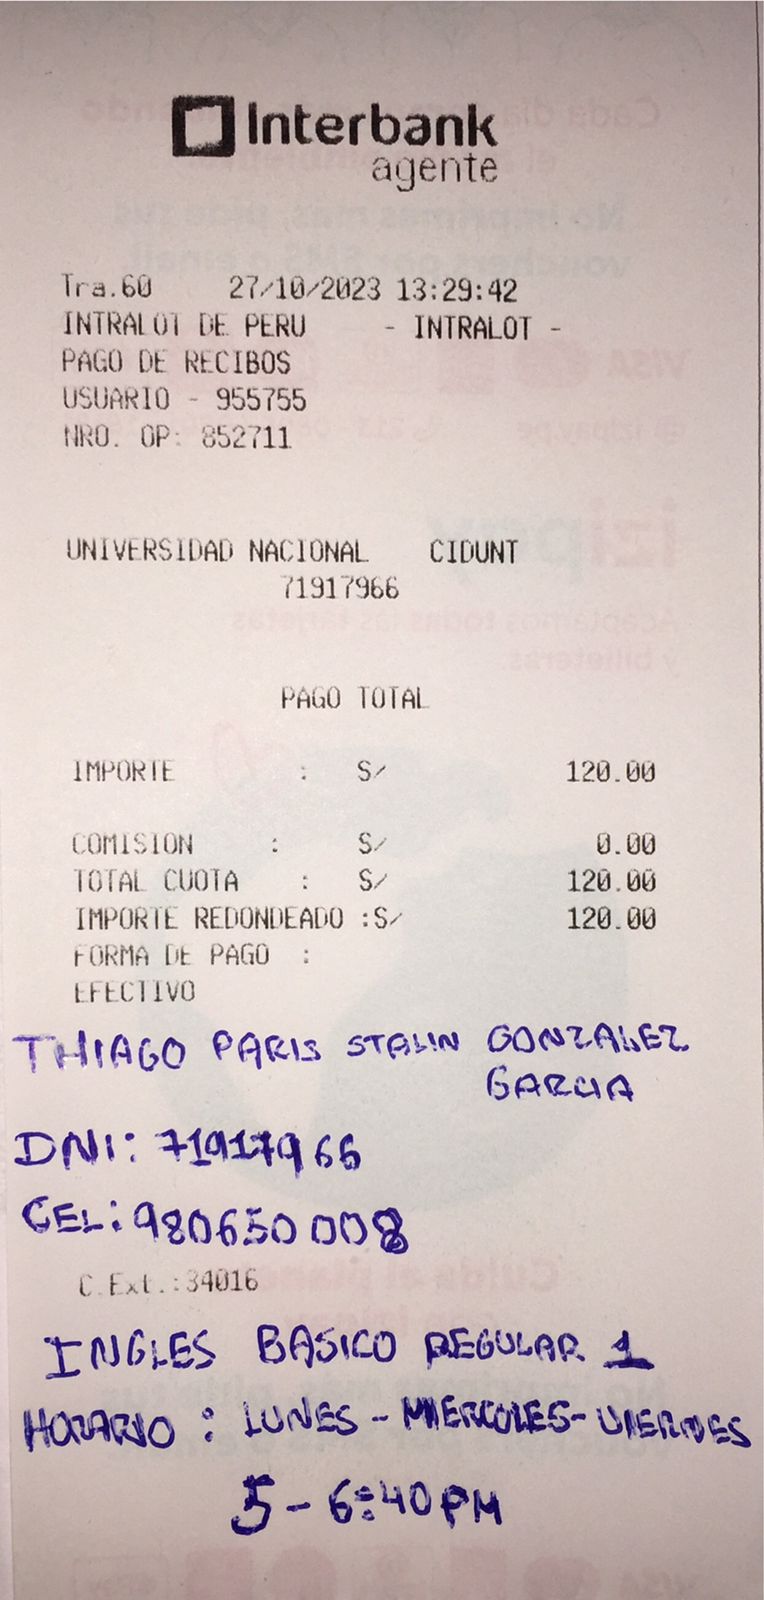 Interbank
agente
Tra.60 27/10/2023 13:29:42
INTRALOT DE PERU - INTRALOT -
PAGO DE RECIBOS
USUARIO - 955755
NRO. OP: 852711
UNIVERSIDAD NACIONAL CIDUNT
71917966
PAGO TOTAL
IMPORTE : S/ 120.00
COMISION : S/ 0.00
TOTAL CUOTA : S/ 120.00
IMPORTE REDONDEADO :S/ 120.00
FORMA DE PAGO :
EFECTIVO
THIAGO PARIS STALIN GONZALEZ
GARCIA
DNI: 71917966
CEL: 980650008
C.Ext.:34016
INGLES BASICO REGULAR 1
HORARIO : LUNES - MIERCOLES - VIERNES
5 - 6:40 PM